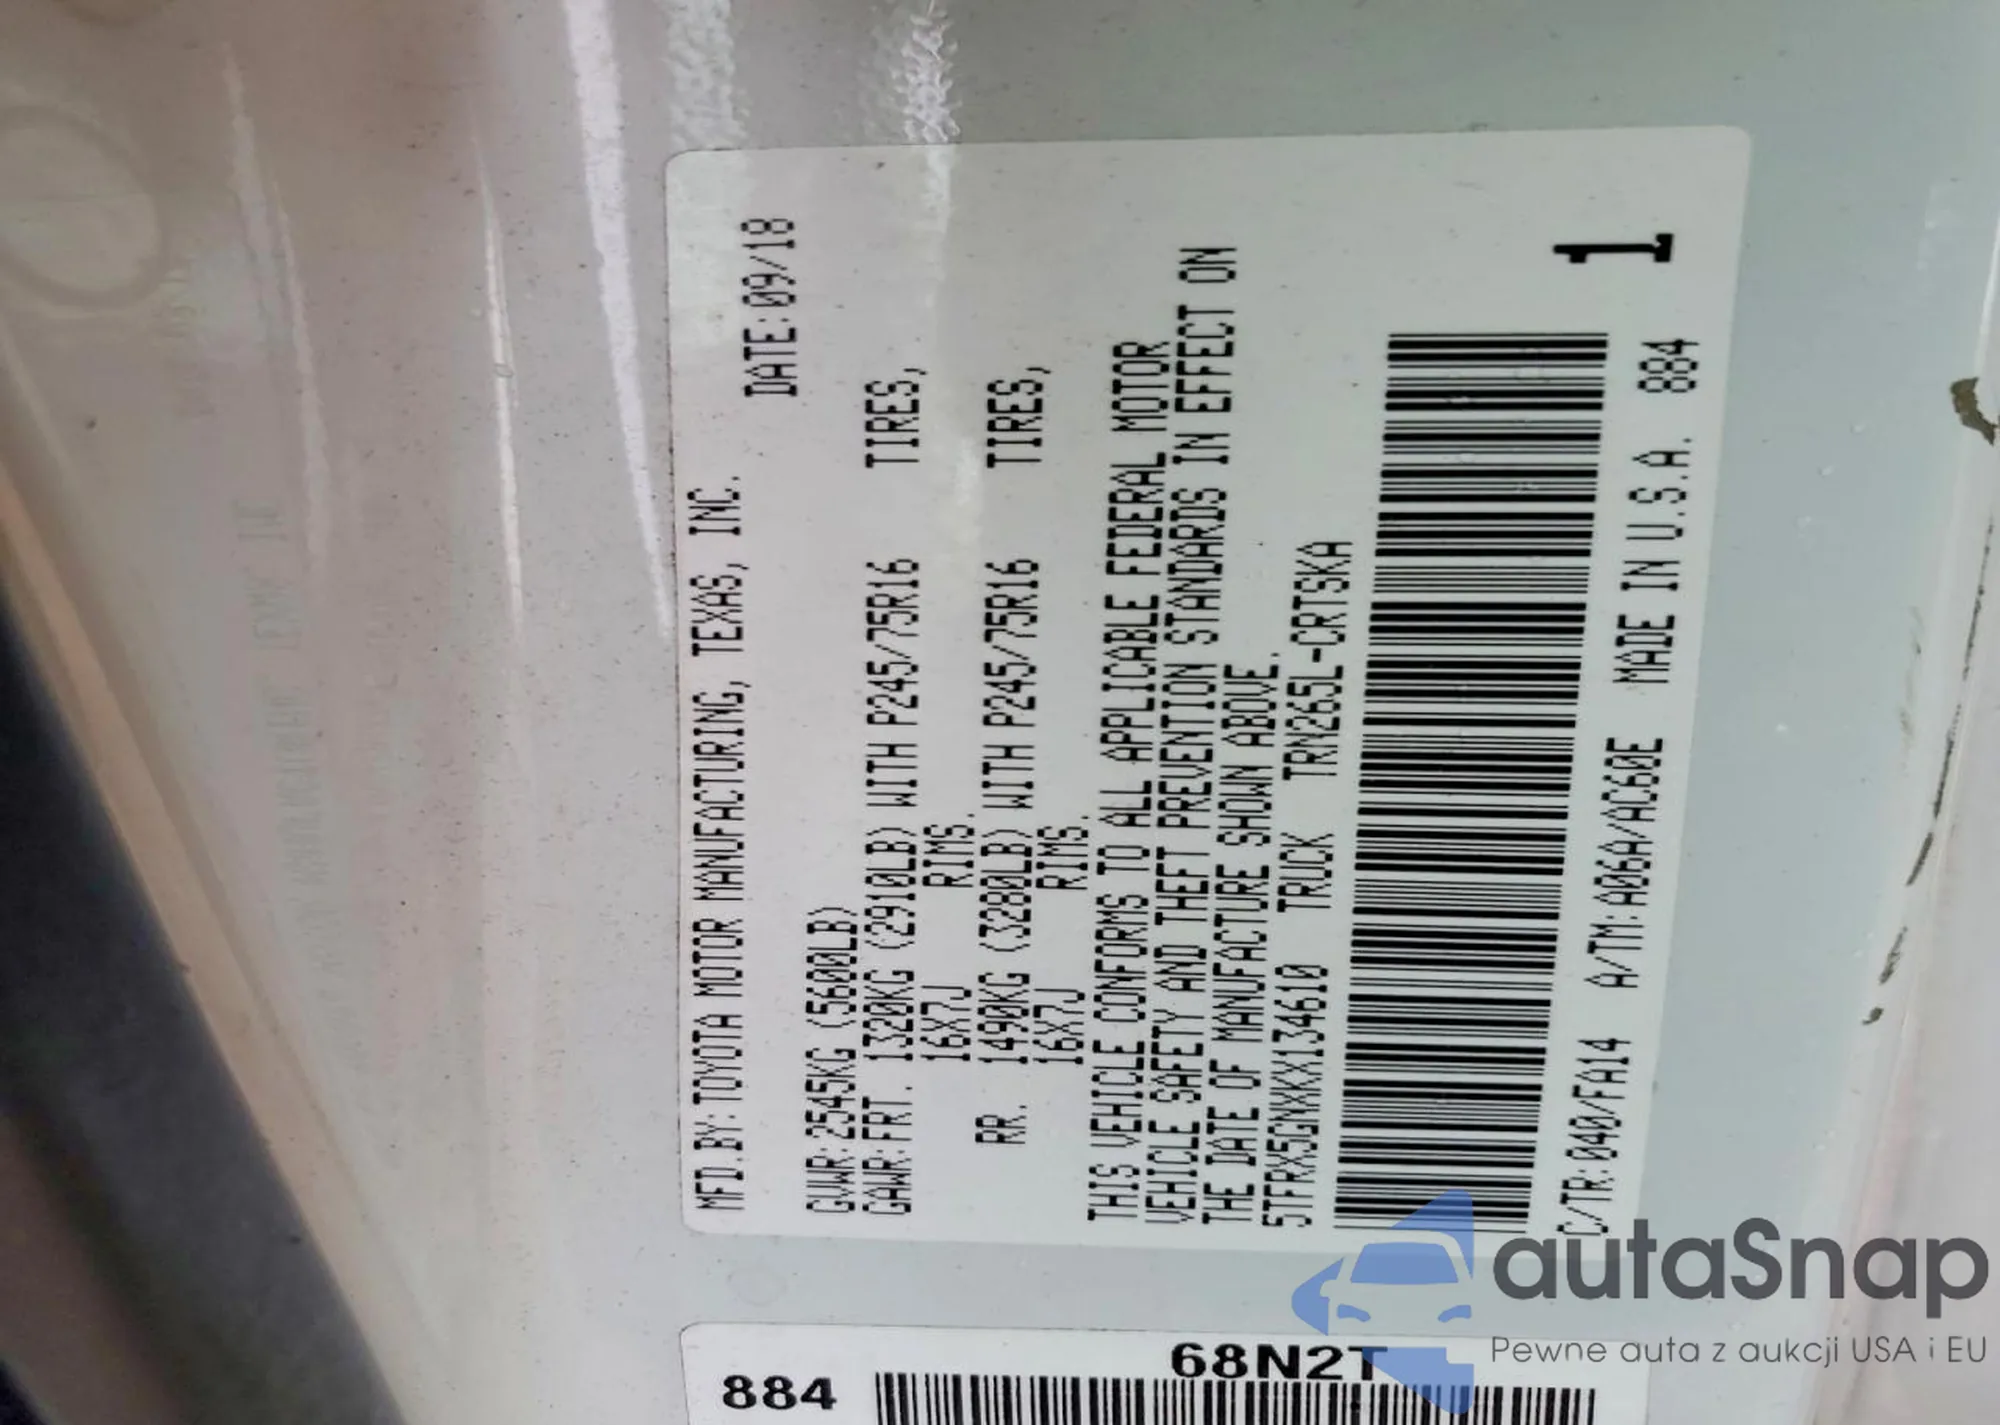 MFD.BY:TOYOTA MOTOR MANUFACTURING, TEXAS, INC.
DATE:09/18
GVWR:2545KG (5600LB)
GAWR:FRT. 1320KG (2910LB) WITH P245/75R16 TIRES,
16X7J RIMS.
RR. 1490KG (3280LB) WITH P245/75R16 TIRES,
16X7J RIMS.
THIS VEHICLE CONFORMS TO ALL APPLICABLE FEDERAL MOTOR
VEHICLE SAFETY AND THEFT PREVENTION STANDARDS IN EFFECT ON
THE DATE OF MANUFACTURE SHOWN ABOVE.
5TFRX5GNXKX134610 TRUCK TRN265L-CRTSKA
C/TR:040/FA14 A/TM:A06A/AC60E MADE IN U.S.A. 884
1
884
68N2T
autaSnap
Pewne auta z aukcji USA i EU